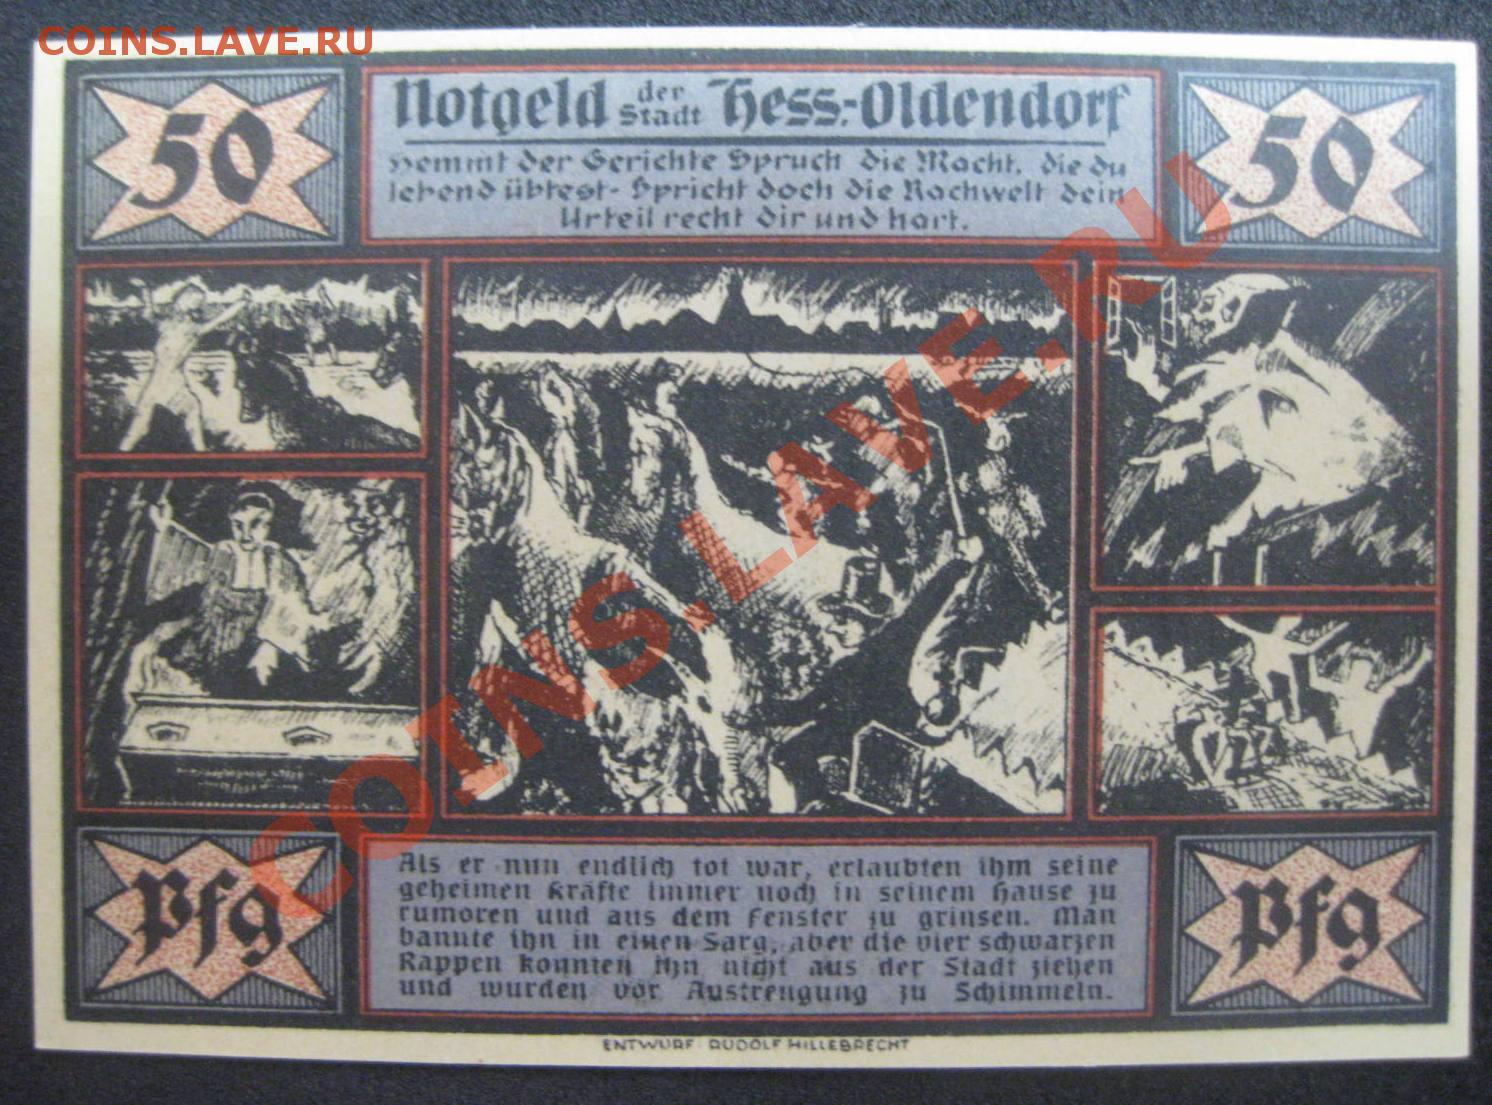 COINS.LAVE.RU
50
Notgeld der Stadt Hess.-Oldendorf
50
Hemmt der Gerichte Spruch die Macht, die du
lebend übtest- Spricht doch die Nachwelt dein
Urteil recht dir und hart.
COINS.LAVE.RU
Pfg
Als er nun endlich tot war, erlaubten ihm seine
geheimen Kräfte immer noch in seinem Hause zu
rumoren und aus dem Fenster zu grinsen. Man
bannte ihn in einen Sarg, aber die vier schwarzen
Rappen konnten ihn nicht aus der Stadt ziehen
und wurden vor Austrengung zu Schimmeln.
Pfg
ENTWURF RUDOLF HILLEBRECHT